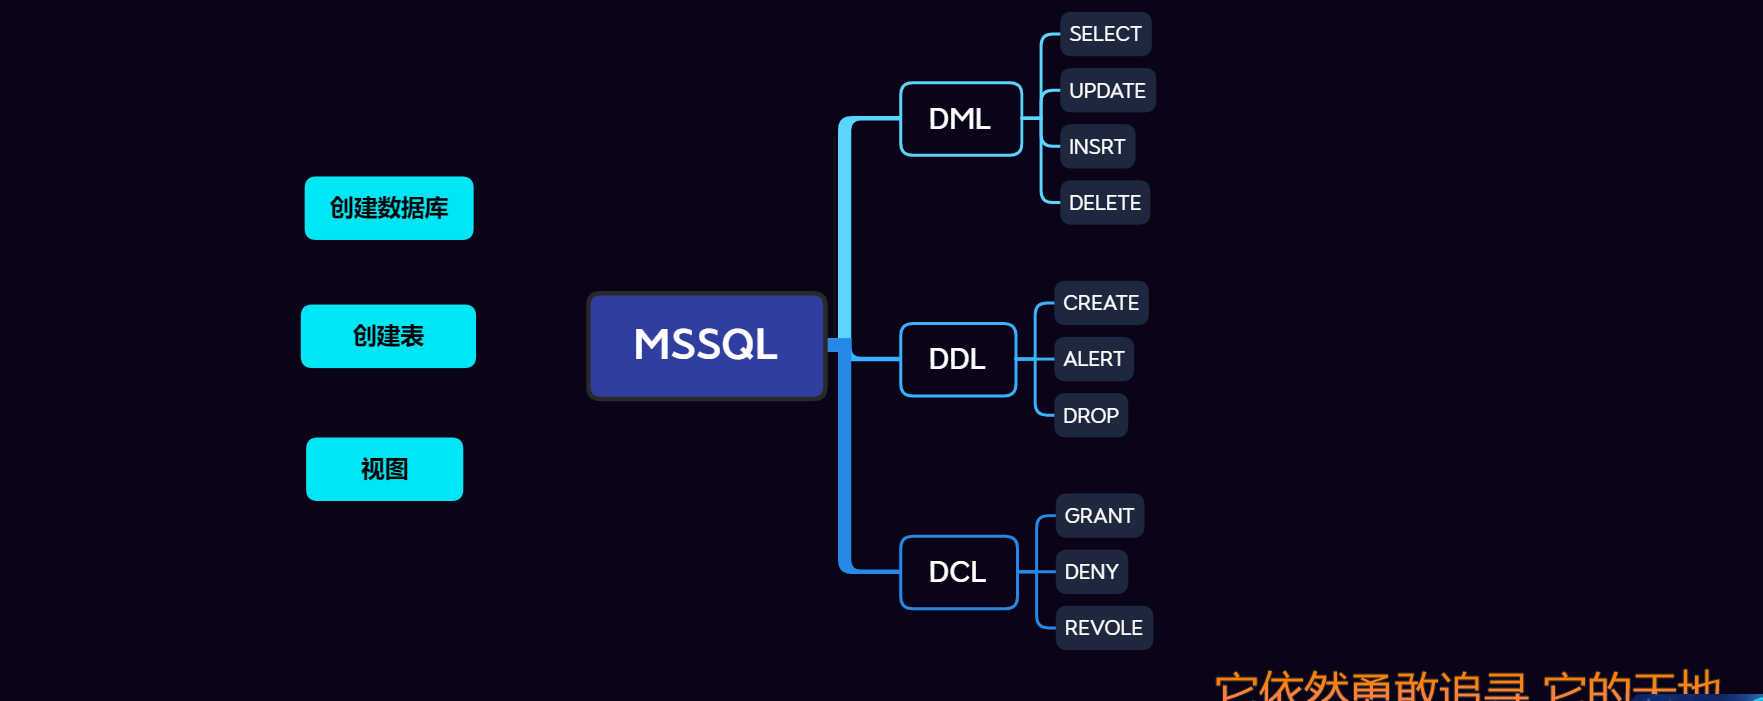 创建数据库
创建表
视图
MSSQL
DML
SELECT
UPDATE
INSRT
DELETE
DDL
CREATE
ALERT
DROP
DCL
GRANT
DENY
REVOLE
它依然勇敢追寻 它的天地